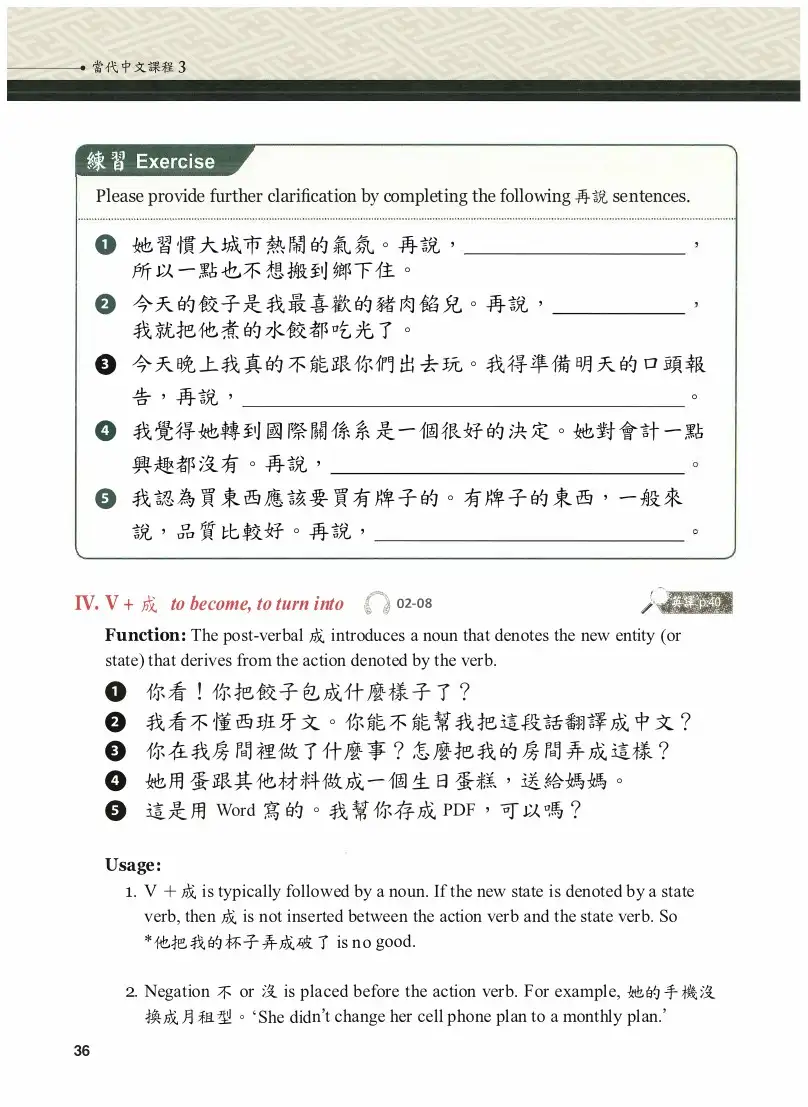 當代中文課程 3
練習 Exercise
Please provide further clarification by completing the following 再說 sentences.
1 她習慣大城市熱鬧的氣氛。再說，____________________，
所以一點也不想搬到鄉下住。
2 今天的餃子是我最喜歡的豬肉餡兒。再說，____________，
我就把他煮的水餃都吃光了。
3 今天晚上我真的不能跟你們出去玩。我得準備明天的口頭報
告，再說，________________________________________。
4 我覺得她轉到國際關係系是一個很好的決定。她對會計一點
興趣都沒有。再說，________________________________。
5 我認為買東西應該要買有牌子的。有牌子的東西，一般來
說，品質比較好。再說，____________________________。
IV. V + 成 to become, to turn into 02-08 英譯 p.40
Function: The post-verbal 成 introduces a noun that denotes the new entity (or
state) that derives from the action denoted by the verb.
1 你看！你把餃子包成什麼樣子了？
2 我看不懂西班牙文。你能不能幫我把這段話翻譯成中文？
3 你在我房間裡做了什麼事？怎麼把我的房間弄成這樣？
4 她用蛋跟其他材料做成一個生日蛋糕，送給媽媽。
5 這是用 Word 寫的。我幫你存成 PDF，可以嗎？
Usage:
1. V ＋成 is typically followed by a noun. If the new state is denoted by a state
verb, then 成 is not inserted between the action verb and the state verb. So
*他把我的杯子弄成破了 is no good.
2. Negation 不 or 沒 is placed before the action verb. For example, 她的手機沒
換成月租型。‘She didn’t change her cell phone plan to a monthly plan.’
36